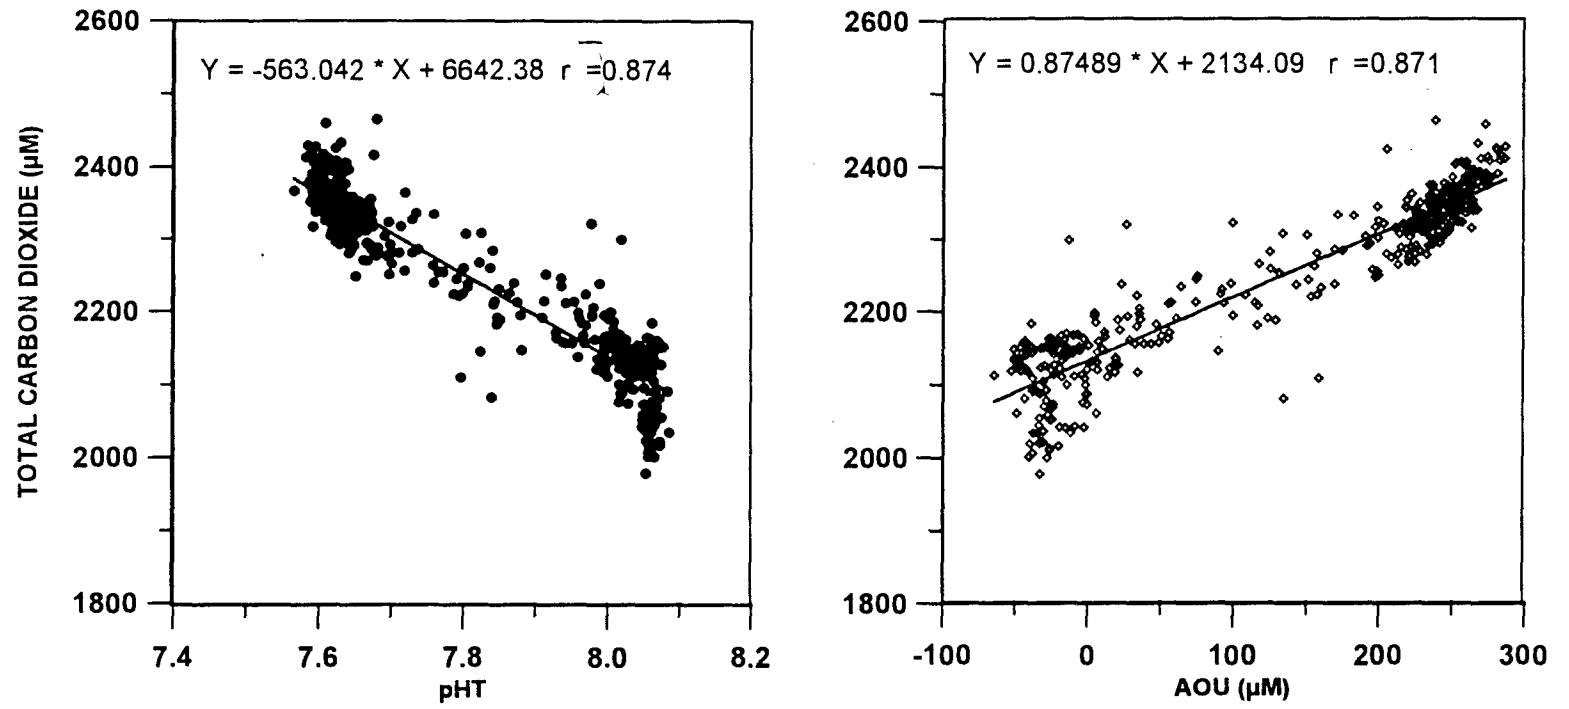 2600
2400
2200
2000
1800
TOTAL CARBON DIOXIDE (µM)
Y = -563.042 * X + 6642.38 r =0.874
7.4 7.6 7.8 8.0 8.2
pHT
2600
2400
2200
2000
1800
Y = 0.87489 * X + 2134.09 r =0.871
-100 0 100 200 300
AOU (µM)